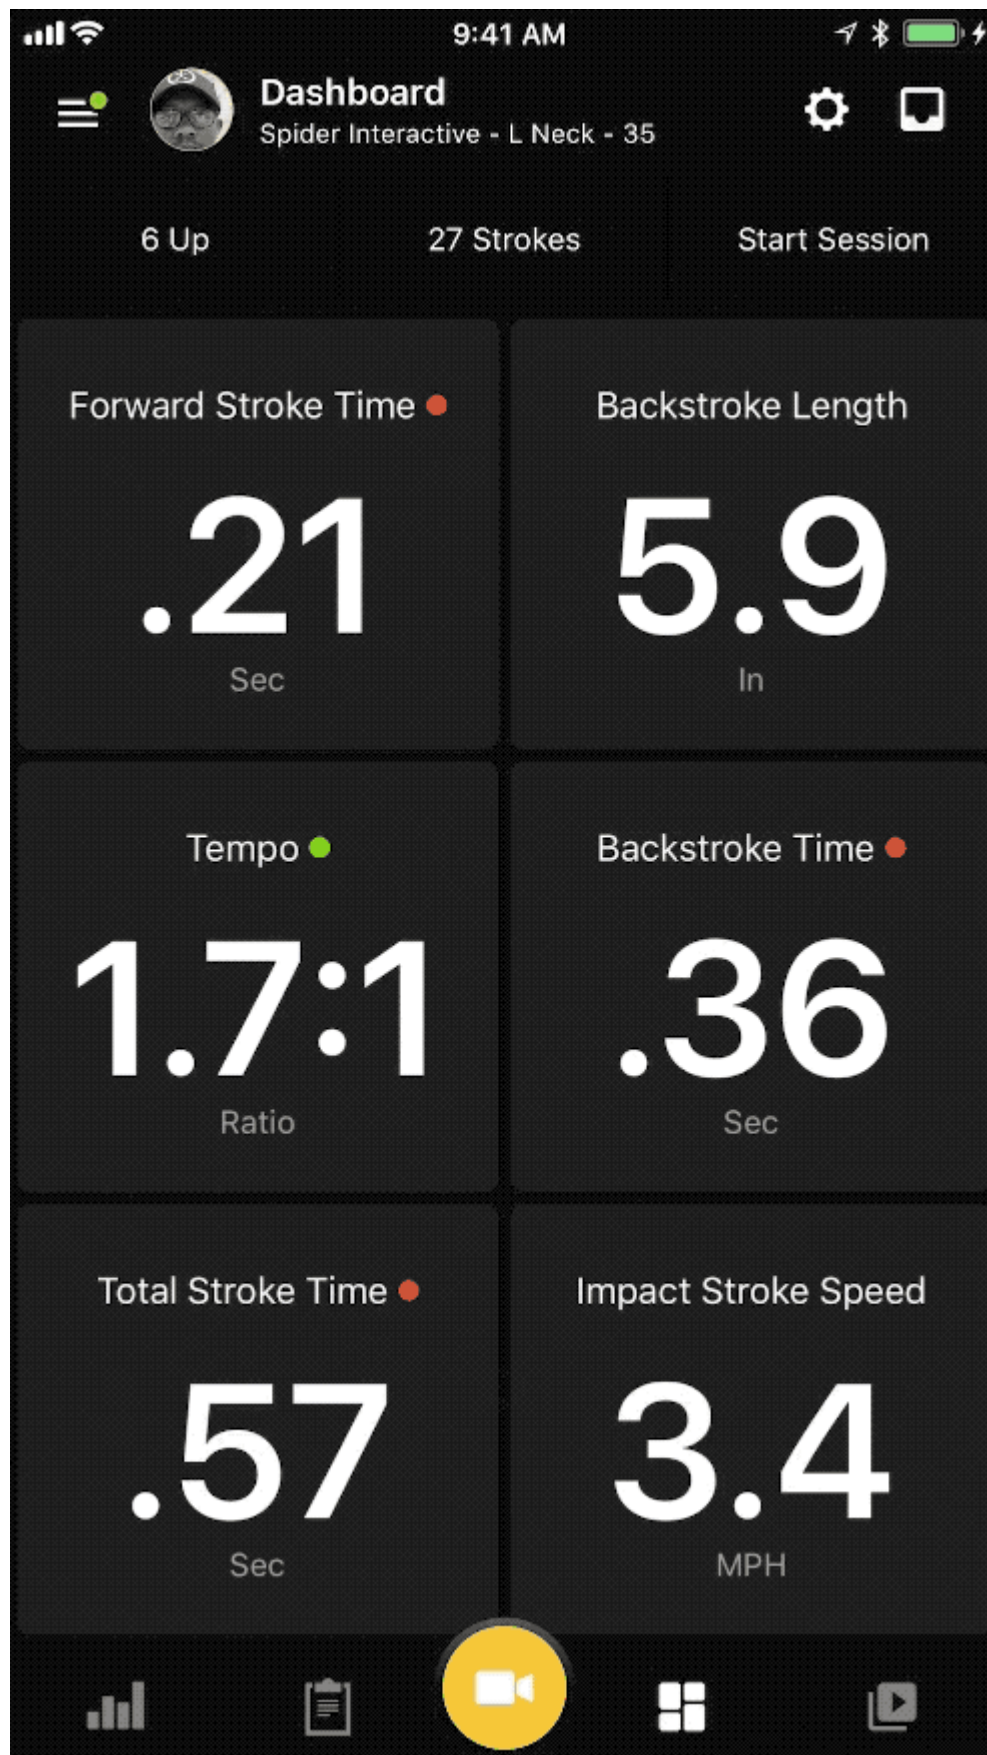 9:41 AM
Dashboard
Spider Interactive - L Neck - 35
6 Up
27 Strokes
Start Session
Forward Stroke Time
.21
Sec
Backstroke Length
5.9
In
Tempo
1.7:1
Ratio
Backstroke Time
.36
Sec
Total Stroke Time
.57
Sec
Impact Stroke Speed
3.4
MPH